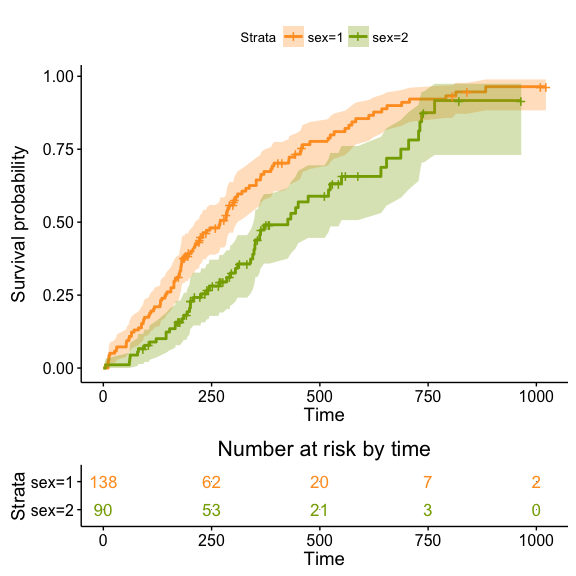 Strata sex=1 sex=2
1.00
0.75
0.50
0.25
0.00
Survival probability
0 250 500 750 1000
Time
Number at risk by time
Strata
sex=1 138 62 20 7 2
sex=2 90 53 21 3 0
0 250 500 750 1000
Time